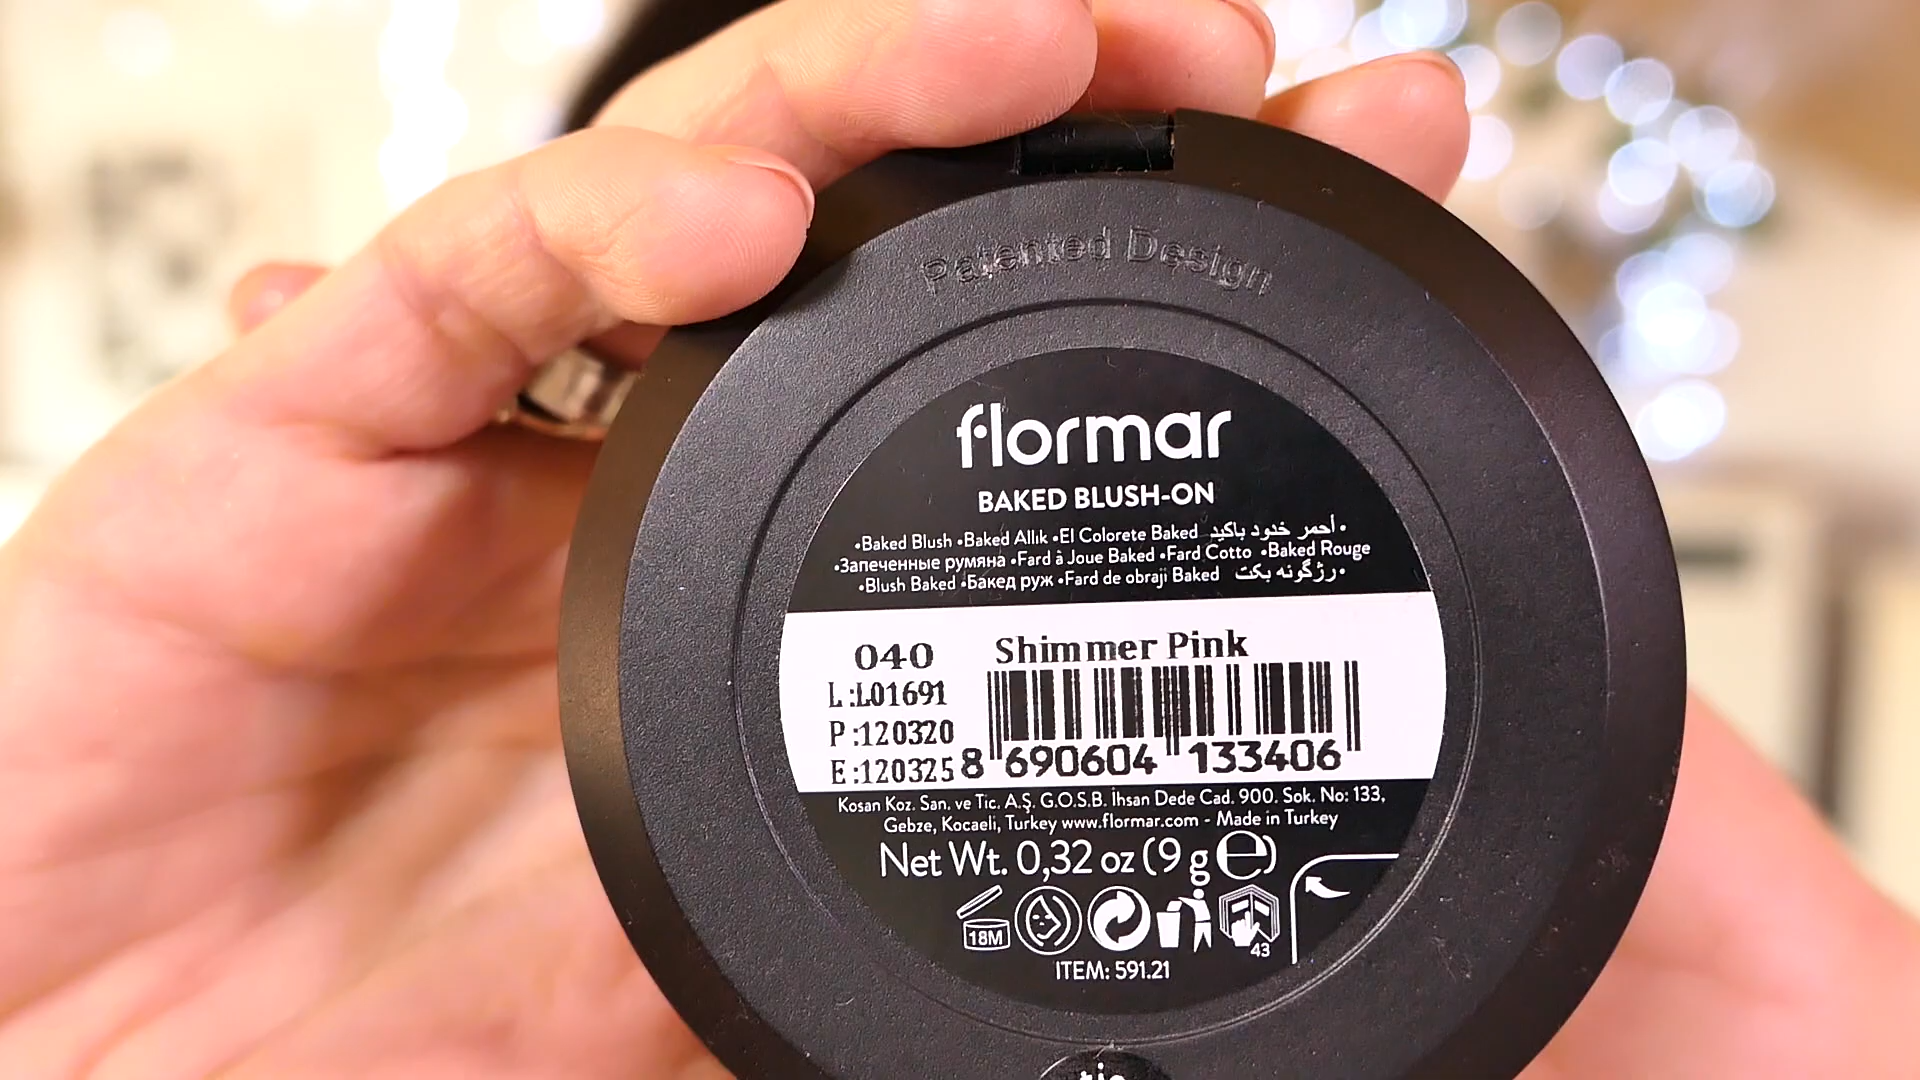 Patented Design
flormar
BAKED BLUSH-ON
•Baked Blush •Baked Allık •El Colorete Baked أحمر خدود باكيد•
•Запеченные румяна •Fard à Joue Baked •Fard Cotto •Baked Rouge
•Blush Baked •Бакед руж •Fard de obraji Baked رژگونه بکت•
040 Shimmer Pink
L:L01691
P:120320
E:120325
8 690604 133406
Kosan Koz. San. ve Tic. A.Ş. G.O.S.B. İhsan Dede Cad. 900. Sok. No: 133,
Gebze, Kocaeli, Turkey www.flormar.com - Made in Turkey
Net Wt. 0,32 oz (9 g ℮)
18M
43
ITEM: 591.21